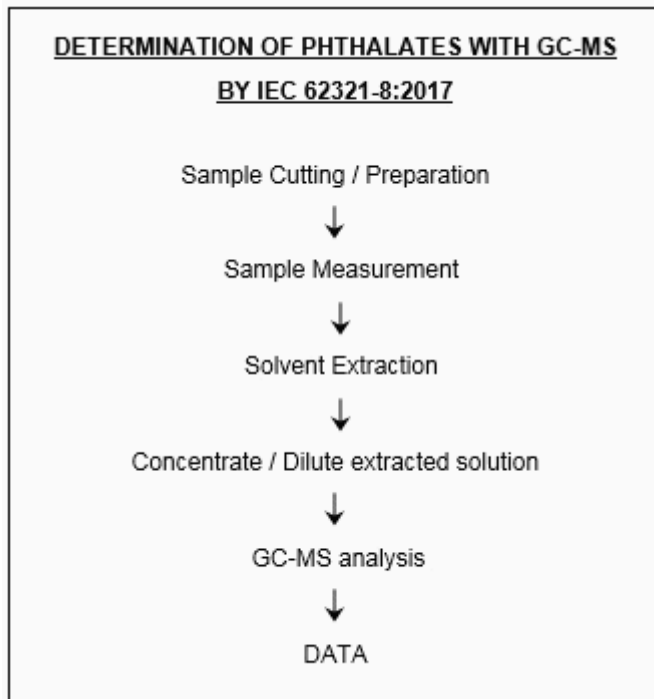 DETERMINATION OF PHTHALATES WITH GC-MS
BY IEC 62321-8:2017
Sample Cutting / Preparation
Sample Measurement
Solvent Extraction
Concentrate / Dilute extracted solution
GC-MS analysis
DATA